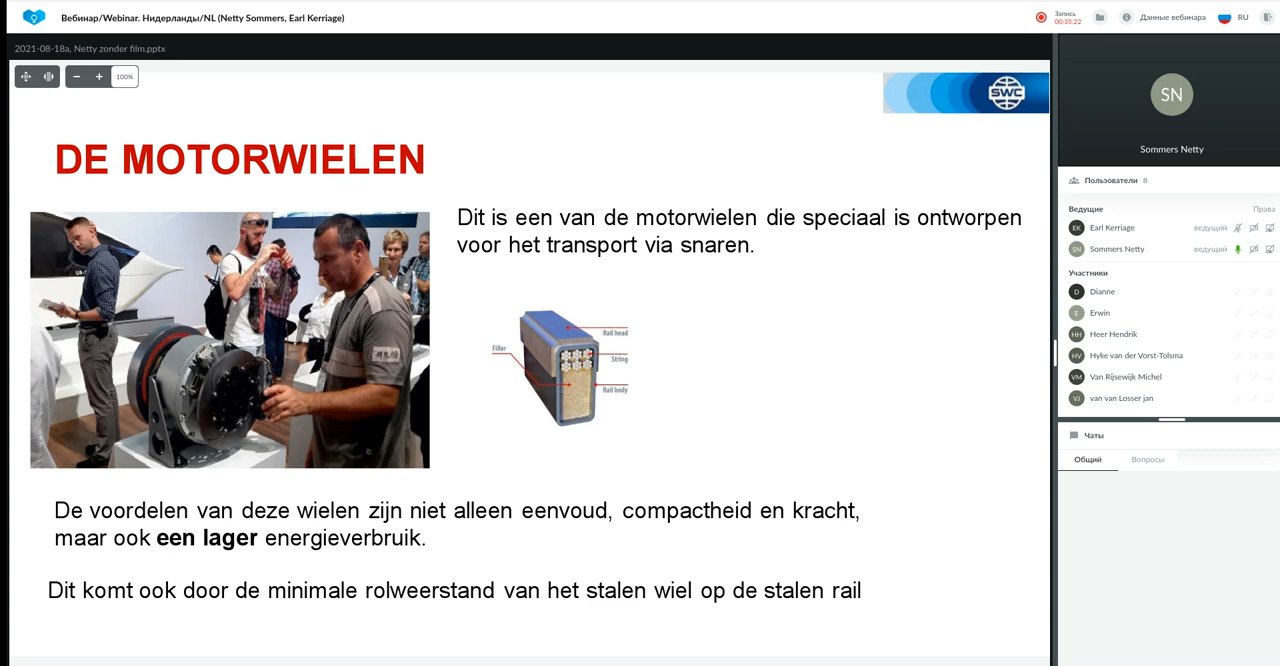 Вебинар/Webinar. Нидерланды/NL (Netty Sommers, Earl Kerriage)
Запись
00:35:22
Данные вебинара
RU
2021-08-18a, Netty zonder film.pptx
100%
SWC
DE MOTORWIELEN
Dit is een van de motorwielen die speciaal is ontworpen
voor het transport via snaren.
Rail head
Filler
String
Rail body
De voordelen van deze wielen zijn niet alleen eenvoud, compactheid en kracht,
maar ook een lager energieverbruik.
Dit komt ook door de minimale rolweerstand van het stalen wiel op de stalen rail
SN
Sommers Netty
Пользователи 8
Ведущие Права
EK Earl Kerriage ведущий
SN Sommers Netty ведущий
Участники
D Dianne
E Erwin
HH Heer Hendrik
HV Hyke van der Vorst-Tolsma
VM Van Rijsewijk Michel
VJ van van Losser jan
Чаты
Общий Вопросы